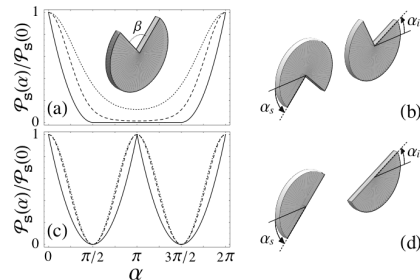 1
𝒫ₛ(α)/𝒫ₛ(0)
0
(a)
β
1
𝒫ₛ(α)/𝒫ₛ(0)
0
(c)
0 π/2 π 3π/2 2π
α
αₛ
αᵢ
(b)
αₛ
αᵢ
(d)